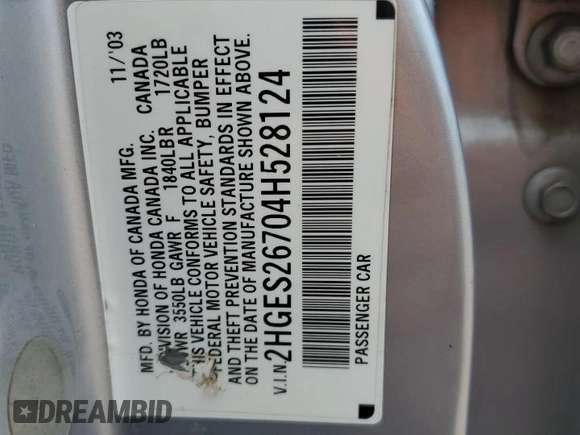 MFD. BY HONDA OF CANADA MFG. 11/'03
DIVISION OF HONDA CANADA INC. CANADA
3550LB GAWR F 1840LBR 1720LB
THIS VEHICLE CONFORMS TO ALL APPLICABLE
FEDERAL MOTOR VEHICLE SAFETY, BUMPER
AND THEFT PREVENTION STANDARDS IN EFFECT
ON THE DATE OF MANUFACTURE SHOWN ABOVE.
V.I.N. 2HGES26704H528124
PASSENGER CAR
DREAMBID